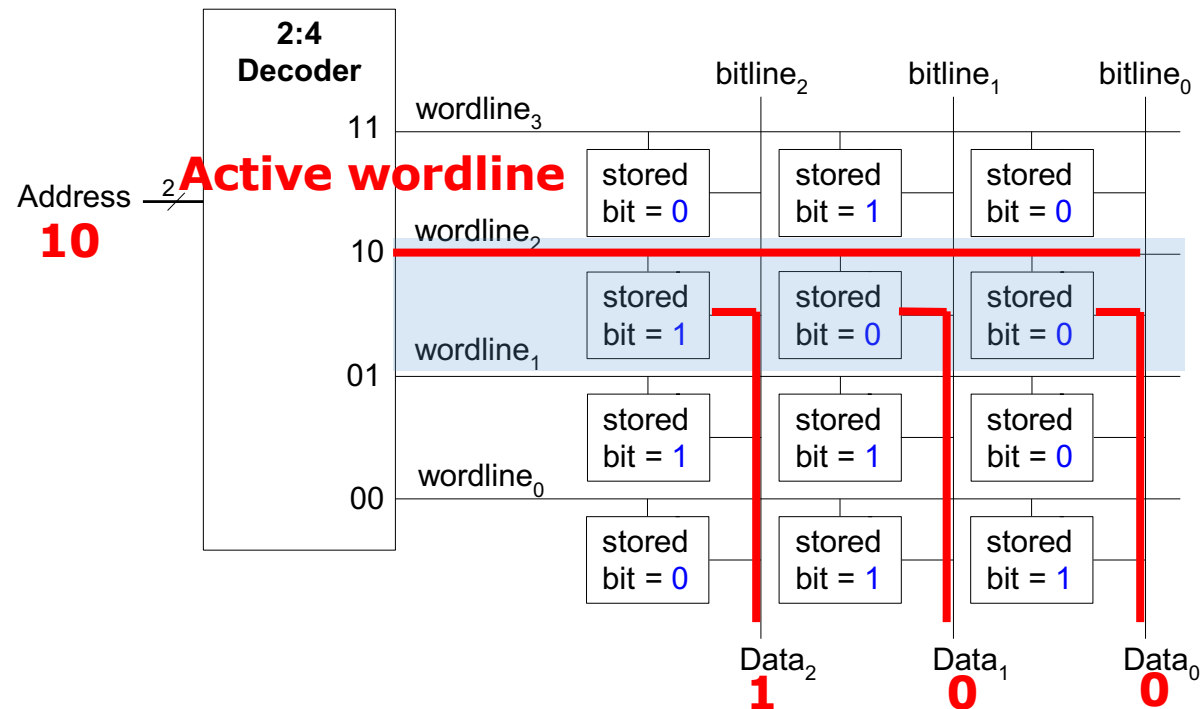 2:4
Decoder
bitline₂ bitline₁ bitline₀
wordline₃
11
Active wordline
stored
bit = 0
stored
bit = 1
stored
bit = 0
Address 2
10
wordline₂
10
stored
bit = 1
stored
bit = 0
stored
bit = 0
wordline₁
01
stored
bit = 1
stored
bit = 1
stored
bit = 0
wordline₀
00
stored
bit = 0
stored
bit = 1
stored
bit = 1
Data₂ Data₁ Data₀
1 0 0